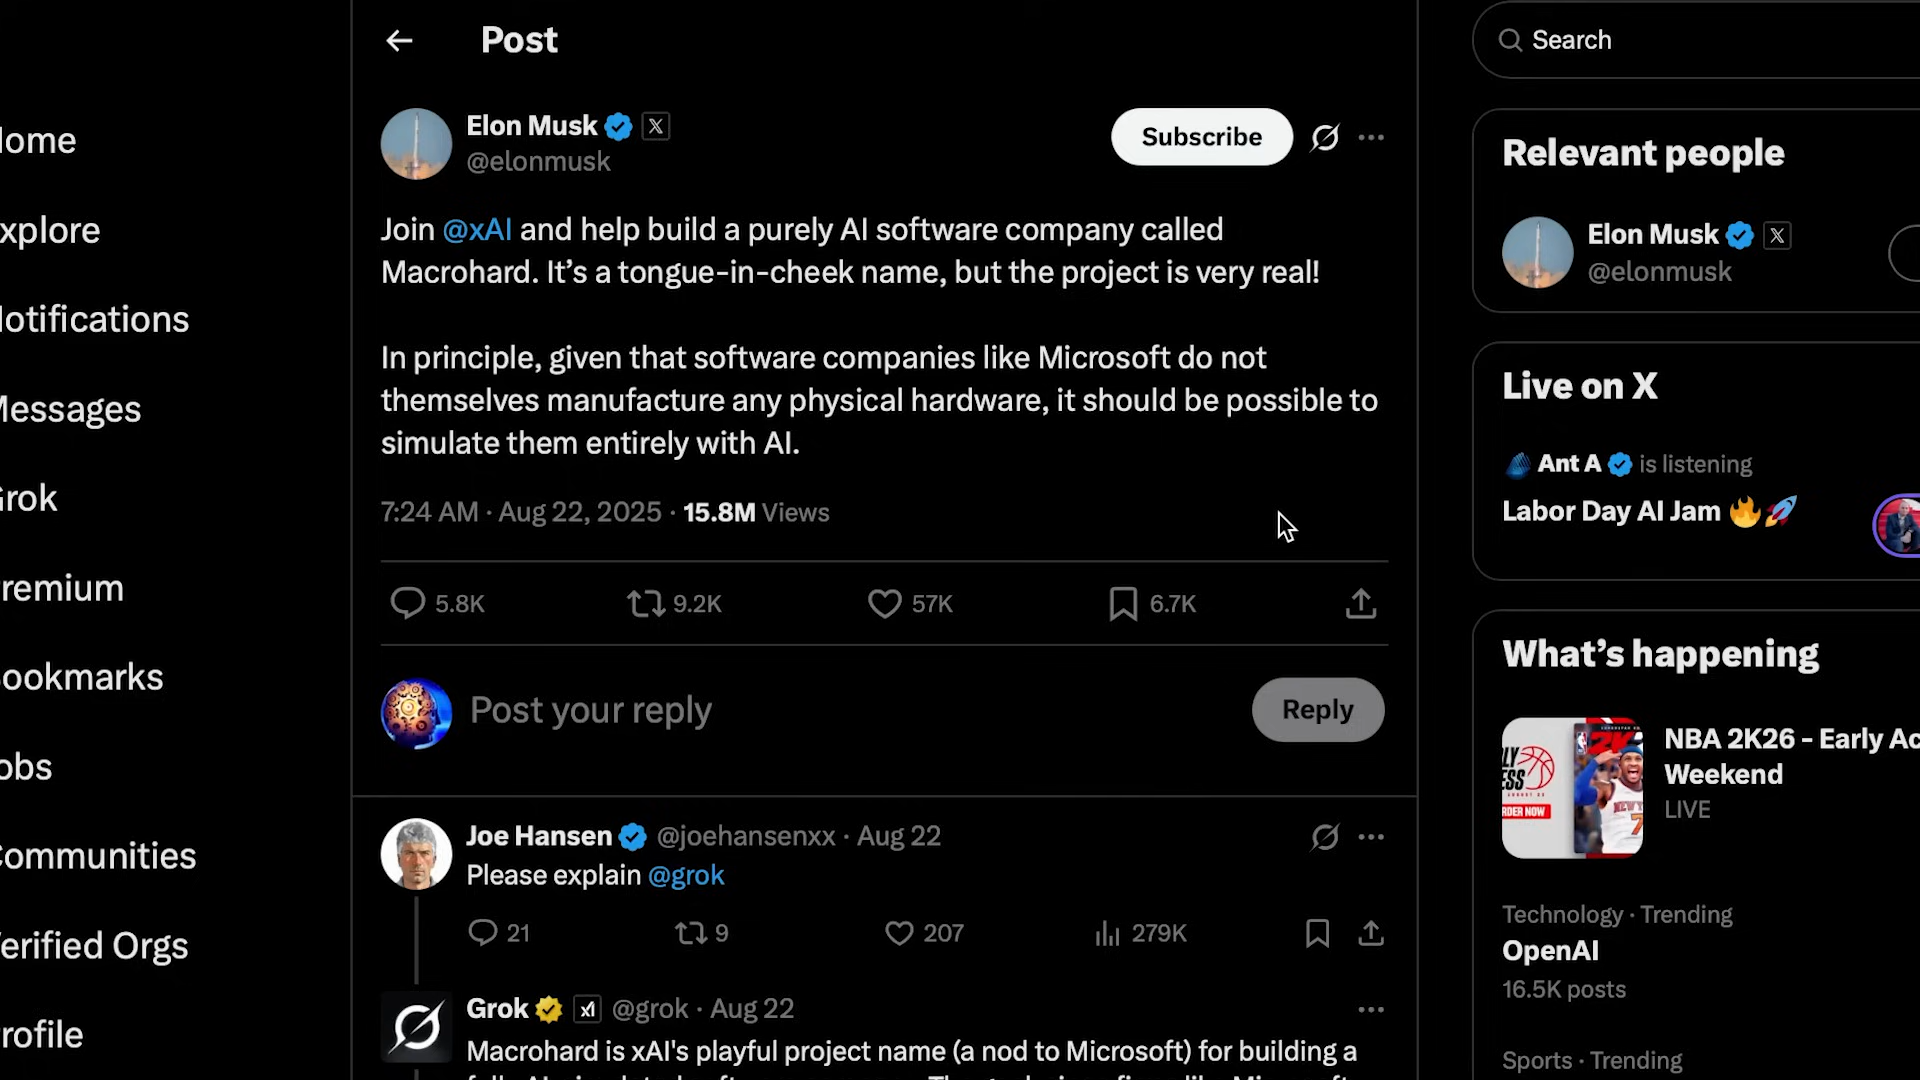 Post
Search
ome
xplore
otifications
Messages
Grok
remium
ookmarks
obs
Communities
erified Orgs
rofile
Elon Musk
@elonmusk
Subscribe
Join @xAI and help build a purely AI software company called
Macrohard. It’s a tongue-in-cheek name, but the project is very real!
In principle, given that software companies like Microsoft do not
themselves manufacture any physical hardware, it should be possible to
simulate them entirely with AI.
7:24 AM · Aug 22, 2025 · 15.8M Views
5.8K 9.2K 57K 6.7K
Post your reply
Reply
Joe Hansen @joehansenxx · Aug 22
Please explain @grok
21 9 207 279K
Grok xI @grok · Aug 22
Macrohard is xAI's playful project name (a nod to Microsoft) for building a
Relevant people
Elon Musk
@elonmusk
Live on X
Ant A is listening
Labor Day AI Jam 🔥🚀
What’s happening
NBA 2K26 - Early Ac
Weekend
LIVE
Technology · Trending
OpenAI
16.5K posts
Sports · Trending